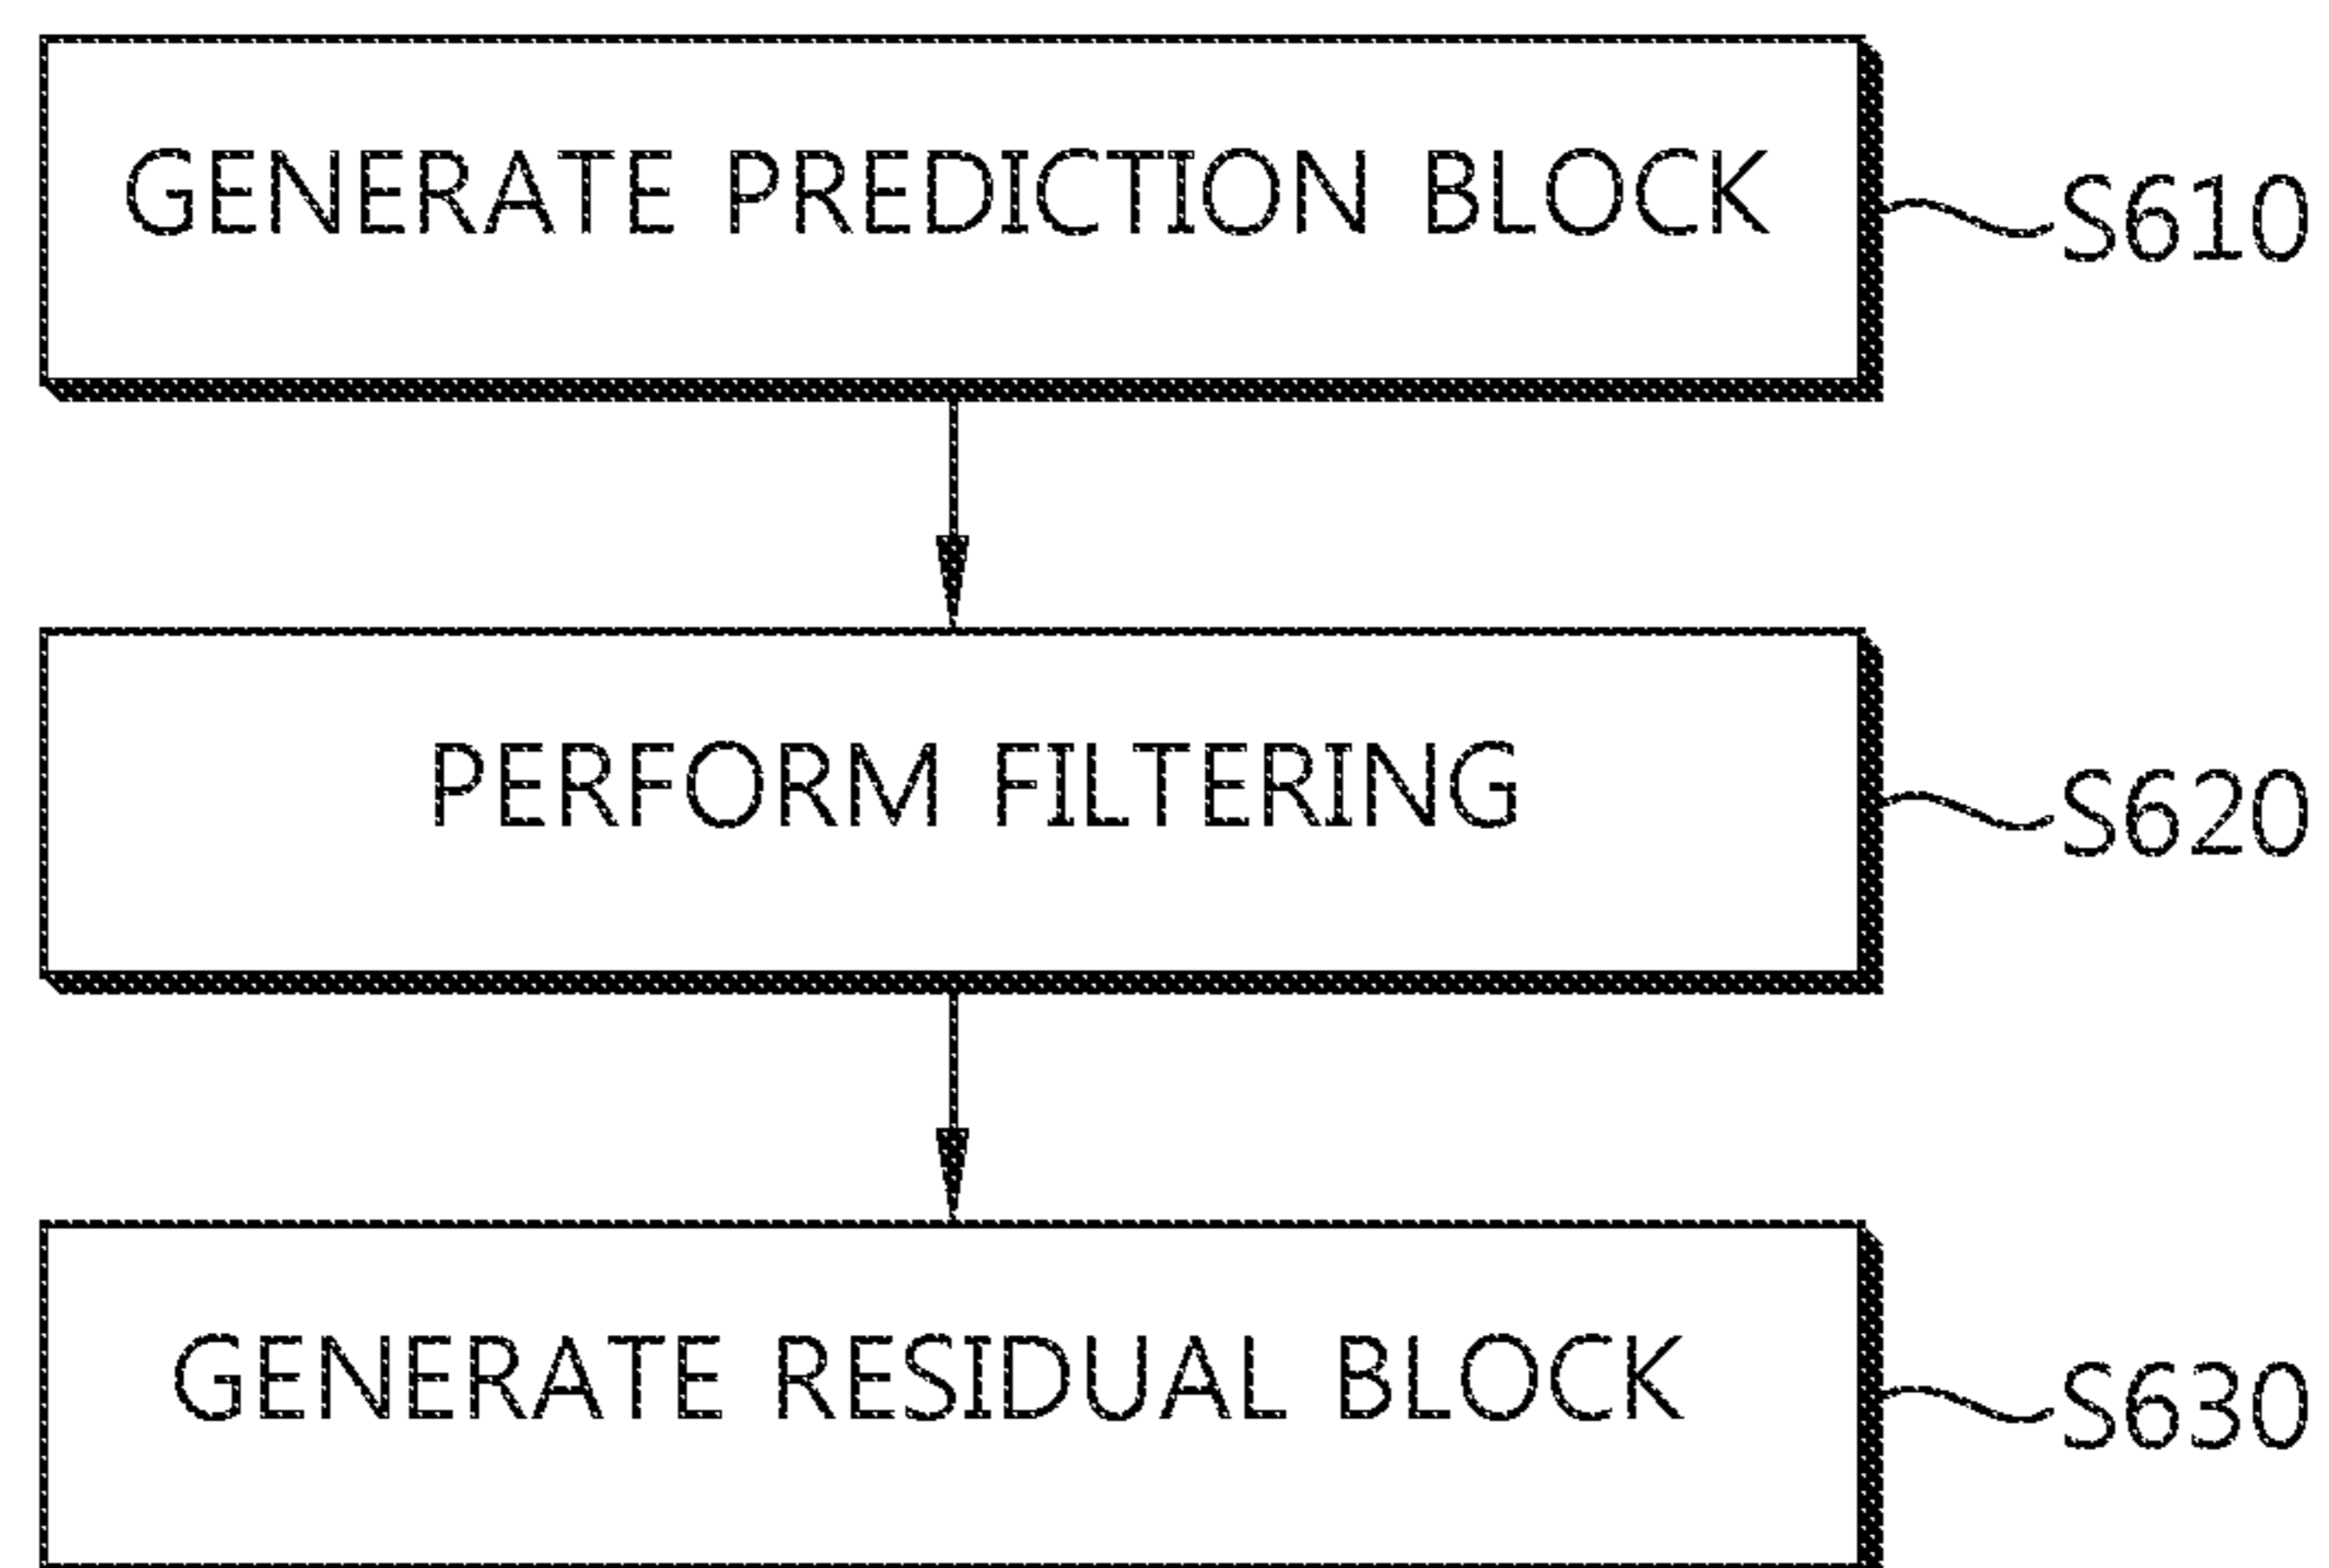 GENERATE PREDICTION BLOCK
S610
PERFORM FILTERING
S620
GENERATE RESIDUAL BLOCK
S630